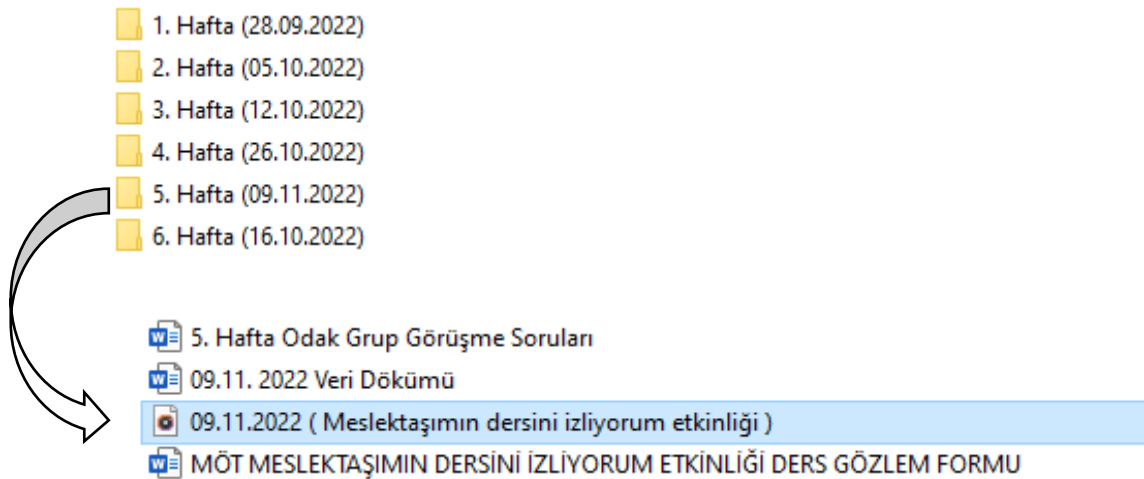 1. Hafta (28.09.2022)
2. Hafta (05.10.2022)
3. Hafta (12.10.2022)
4. Hafta (26.10.2022)
5. Hafta (09.11.2022)
6. Hafta (16.10.2022)
5. Hafta Odak Grup Görüşme Soruları
09.11. 2022 Veri Dökümü
09.11.2022 ( Meslektaşımın dersini izliyorum etkinliği )
MÖT MESLEKTAŞIMIN DERSİNİ İZLİYORUM ETKİNLİĞİ DERS GÖZLEM FORMU